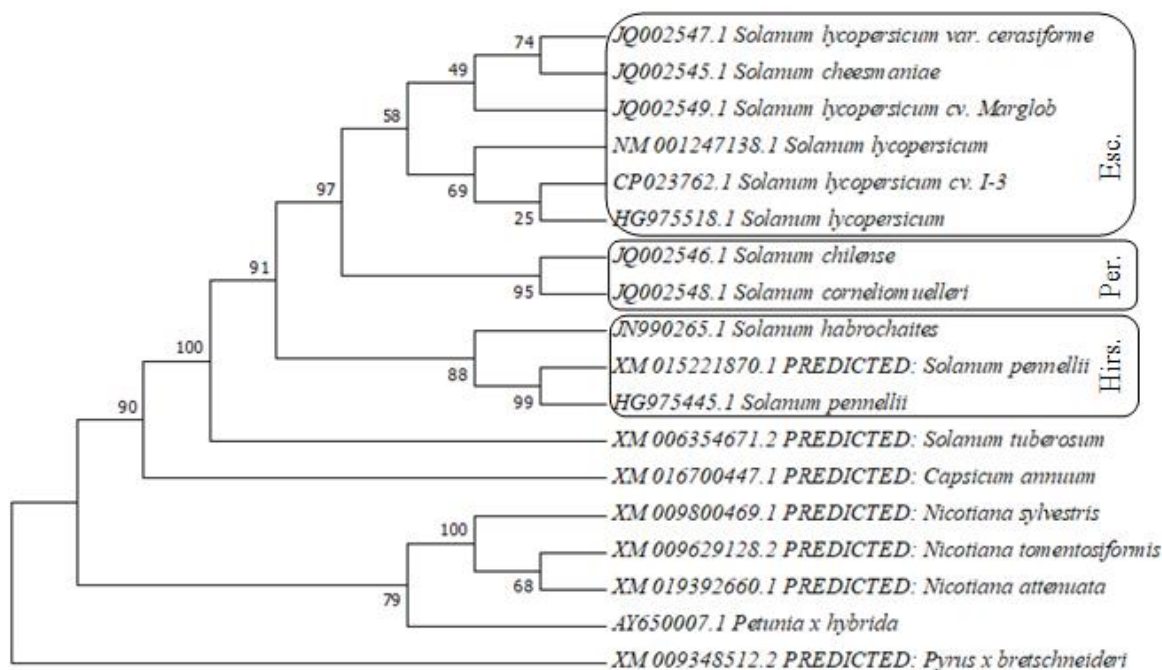 JQ002547.1 Solanum lycopersicum var. cerasiforme
74
JQ002545.1 Solanum cheesmaniae
49
JQ002549.1 Solanum lycopersicum cv. Marglob
58
NM 001247138.1 Solanum lycopersicum
Esc.
97
69
CP023762.1 Solanum lycopersicum cv. I-3
25
HG975518.1 Solanum lycopersicum
JQ002546.1 Solanum chilense
91
95
JQ002548.1 Solanum corneliomuelleri
Per.
JN990265.1 Solanum habrochaites
100
88
XM 015221870.1 PREDICTED: Solanum pennellii
Hirs.
99
HG975445.1 Solanum pennellii
90
XM 006354671.2 PREDICTED: Solanum tuberosum
XM 016700447.1 PREDICTED: Capsicum annuum
XM 009800469.1 PREDICTED: Nicotiana sylvestris
100
XM 009629128.2 PREDICTED: Nicotiana tomentosiformis
68
XM 019392660.1 PREDICTED: Nicotiana attenuata
79
AY650007.1 Petunia x hybrida
XM 009348512.2 PREDICTED: Pyrus x bretschneideri